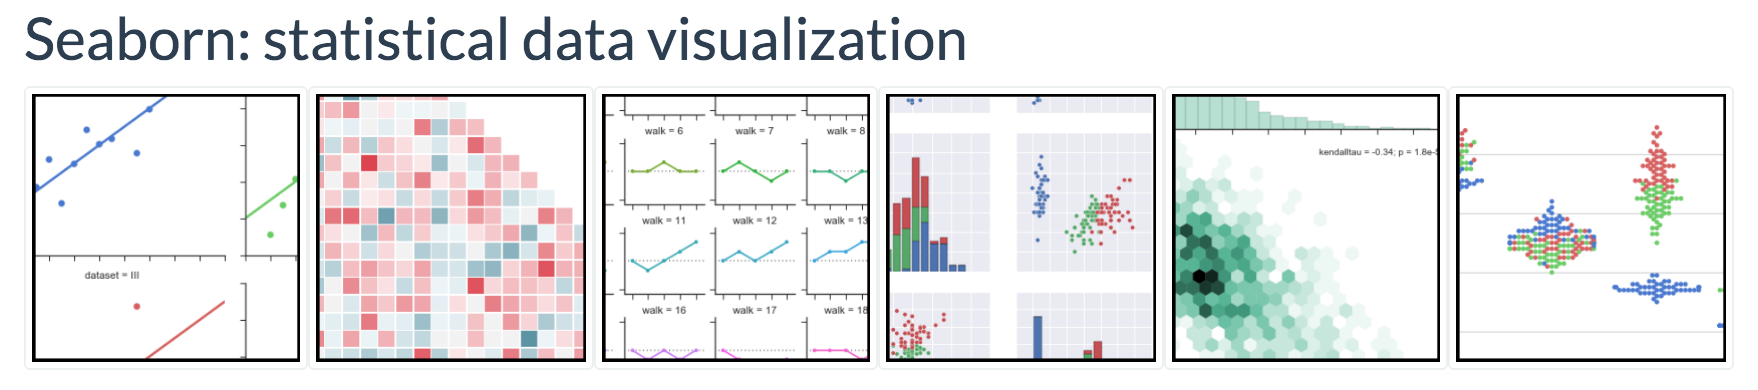 Seaborn: statistical data visualization
dataset = III
walk = 6
walk = 7
walk = 8
walk = 11
walk = 12
walk = 13
walk = 16
walk = 17
walk = 18
kendalltau = -0.34; p = 1.8e-